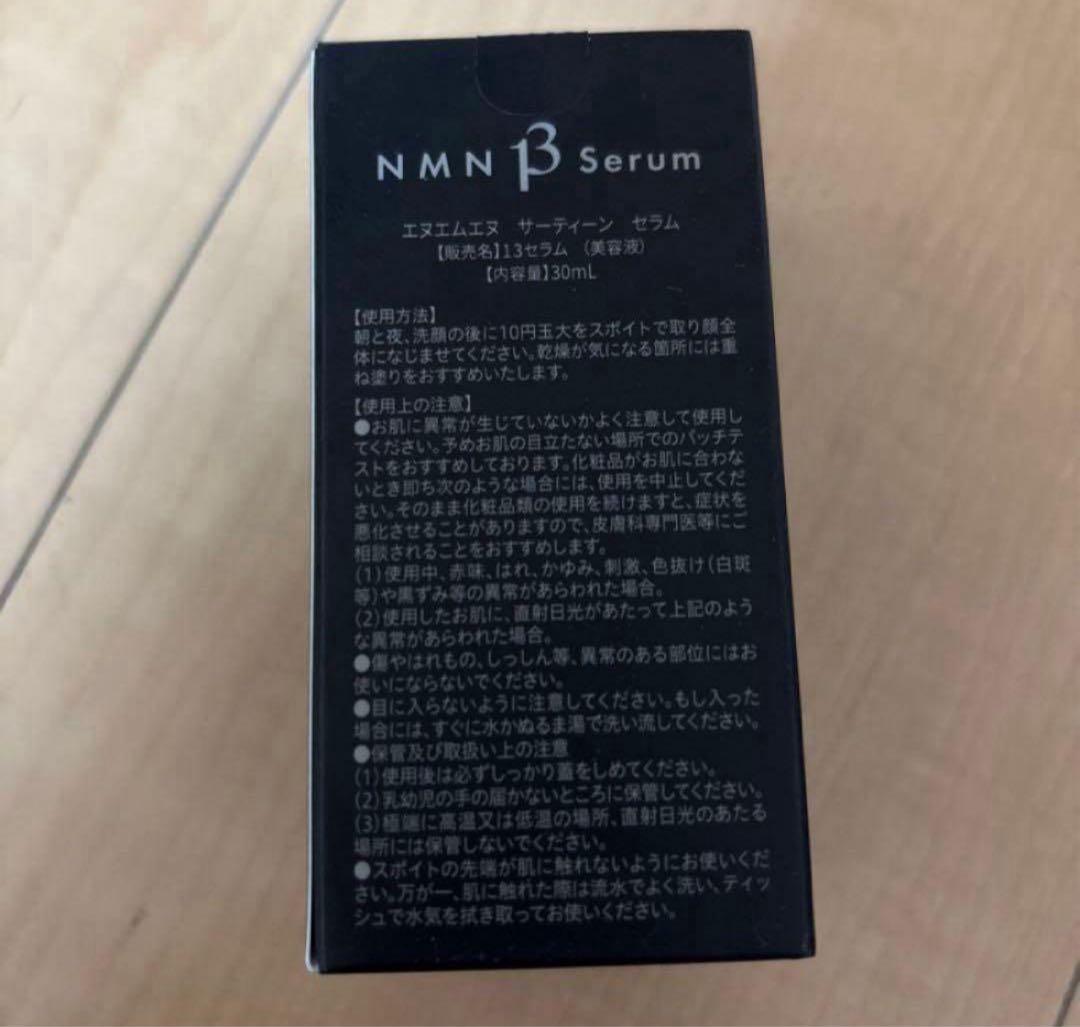 NMN 13 Serum
エヌエムエヌ サーティーン セラム
【販売名】13セラム (美容液)
【内容量】30mL
【使用方法】
朝と夜、洗顔の後に10円玉大をスポイトで取り顔全
体になじませてください。乾燥が気になる箇所には重
ね塗りをおすすめいたします。
【使用上の注意】
●お肌に異常が生じていないかよく注意して使用し
てください。予めお肌の目立たない場所でのパッチテ
ストをおすすめしております。化粧品がお肌に合わな
いとき即ち次のような場合には、使用を中止してくだ
さい。そのまま化粧品類の使用を続けますと、症状を
悪化させることがありますので、皮膚科専門医等にご
相談されることをおすすめします。
(1)使用中、赤味、はれ、かゆみ、刺激、色抜け(白斑
等)や黒ずみ等の異常があらわれた場合。
(2)使用したお肌に、直射日光があたって上記のよう
な異常があらわれた場合。
●傷やはれもの、しっしん等、異常のある部位にはお
使いにならないでください。
●目に入らないように注意してください。もし入った
場合には、すぐに水かぬるま湯で洗い流してください。
●保管及び取扱い上の注意
(1)使用後は必ずしっかり蓋をしめてください。
(2)乳幼児の手の届かないところに保管してください。
(3)極端に高温又は低温の場所、直射日光のあたる
場所には保管しないでください。
●スポイトの先端が肌に触れないようにお使いくだ
さい。万が一、肌に触れた際は流水でよく洗い、ティッ
シュで水気を拭き取ってお使いください。